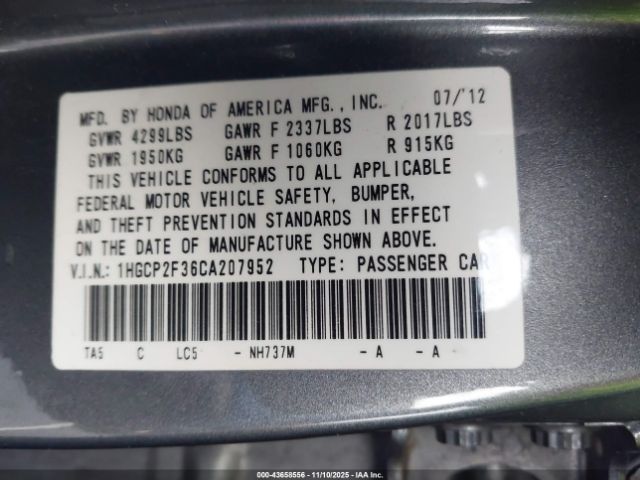 MFD. BY HONDA OF AMERICA MFG., INC. 07/'12
GVWR 4299LBS GAWR F 2337LBS R 2017LBS
GVWR 1950KG GAWR F 1060KG R 915KG
THIS VEHICLE CONFORMS TO ALL APPLICABLE
FEDERAL MOTOR VEHICLE SAFETY, BUMPER,
AND THEFT PREVENTION STANDARDS IN EFFECT
ON THE DATE OF MANUFACTURE SHOWN ABOVE.
V.I.N.: 1HGCP2F36CA207952 TYPE: PASSENGER CAR
TA5 C LC5 - NH737M - A - A
000-43658556 - 11/10/2025 - IAA Inc.